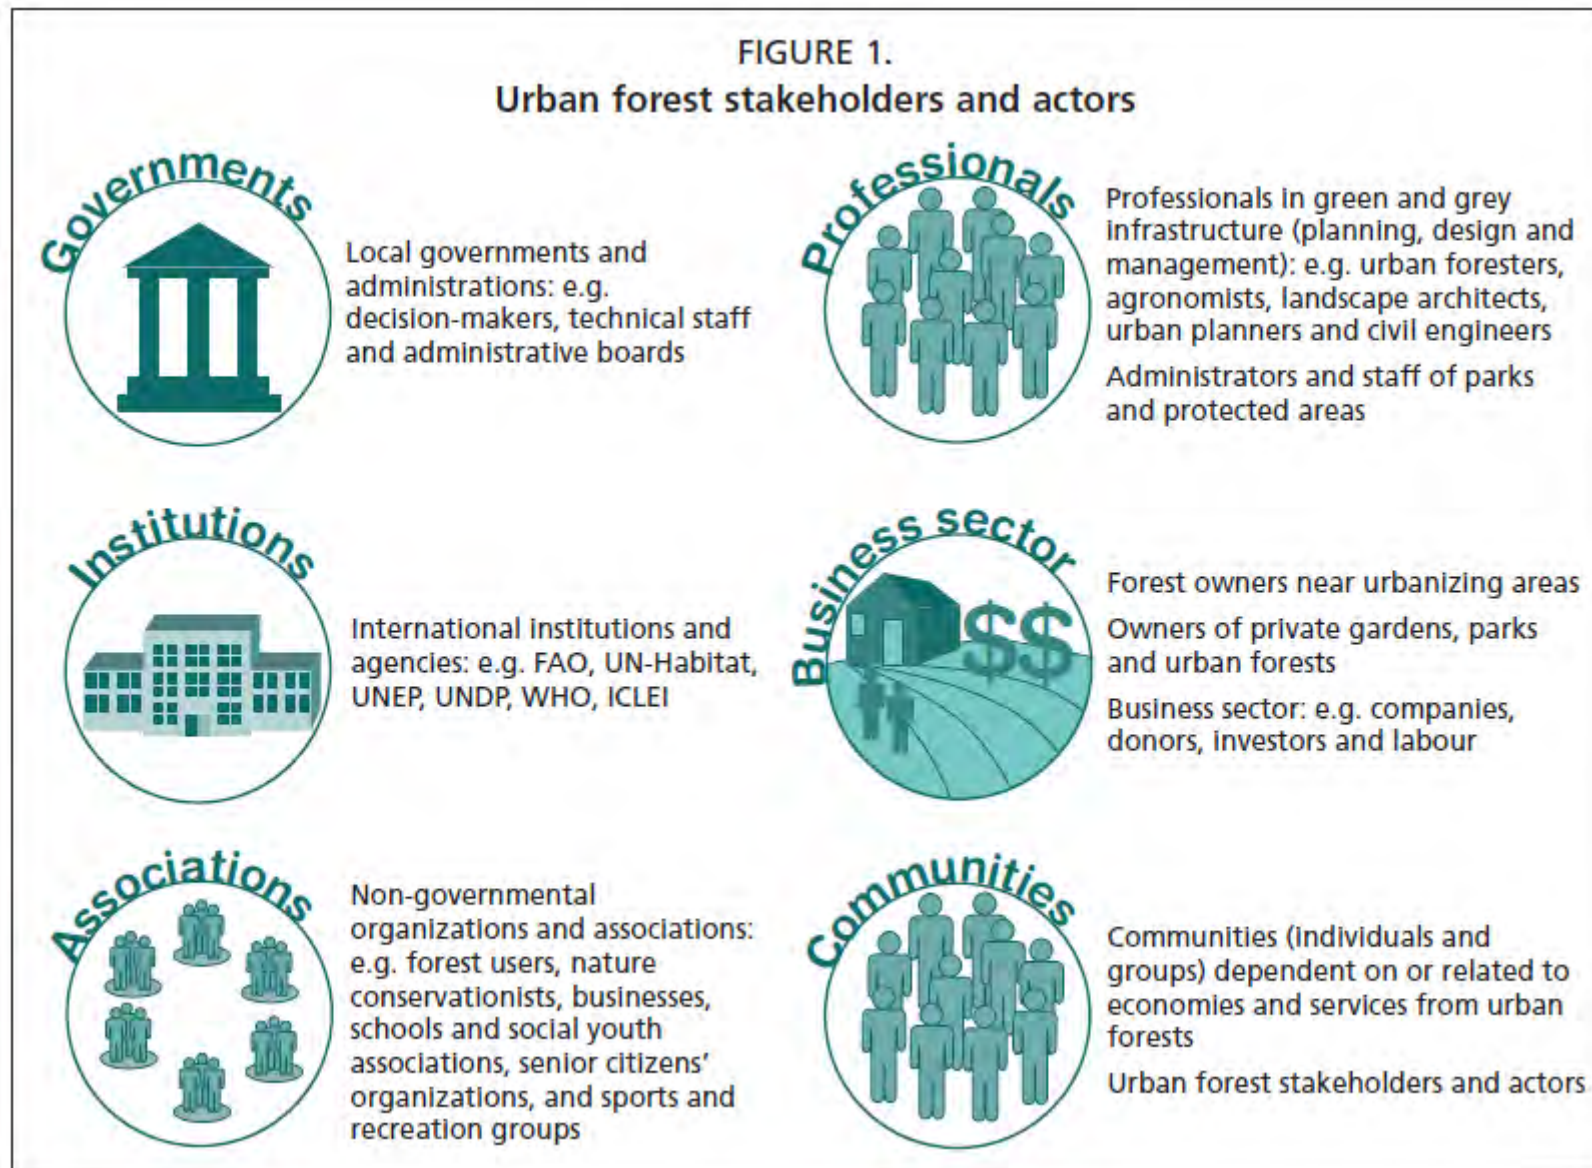 FIGURE 1.
Urban forest stakeholders and actors
Governments
Local governments and
administrations: e.g.
decision-makers, technical staff
and administrative boards
Professionals
Professionals in green and grey
infrastructure (planning, design and
management): e.g. urban foresters,
agronomists, landscape architects,
urban planners and civil engineers
Administrators and staff of parks
and protected areas
Institutions
International institutions and
agencies: e.g. FAO, UN-Habitat,
UNEP, UNDP, WHO, ICLEI
Business sector
$$
Forest owners near urbanizing areas
Owners of private gardens, parks
and urban forests
Business sector: e.g. companies,
donors, investors and labour
Associations
Non-governmental
organizations and associations:
e.g. forest users, nature
conservationists, businesses,
schools and social youth
associations, senior citizens’
organizations, and sports and
recreation groups
Communities
Communities (individuals and
groups) dependent on or related to
economies and services from urban
forests
Urban forest stakeholders and actors